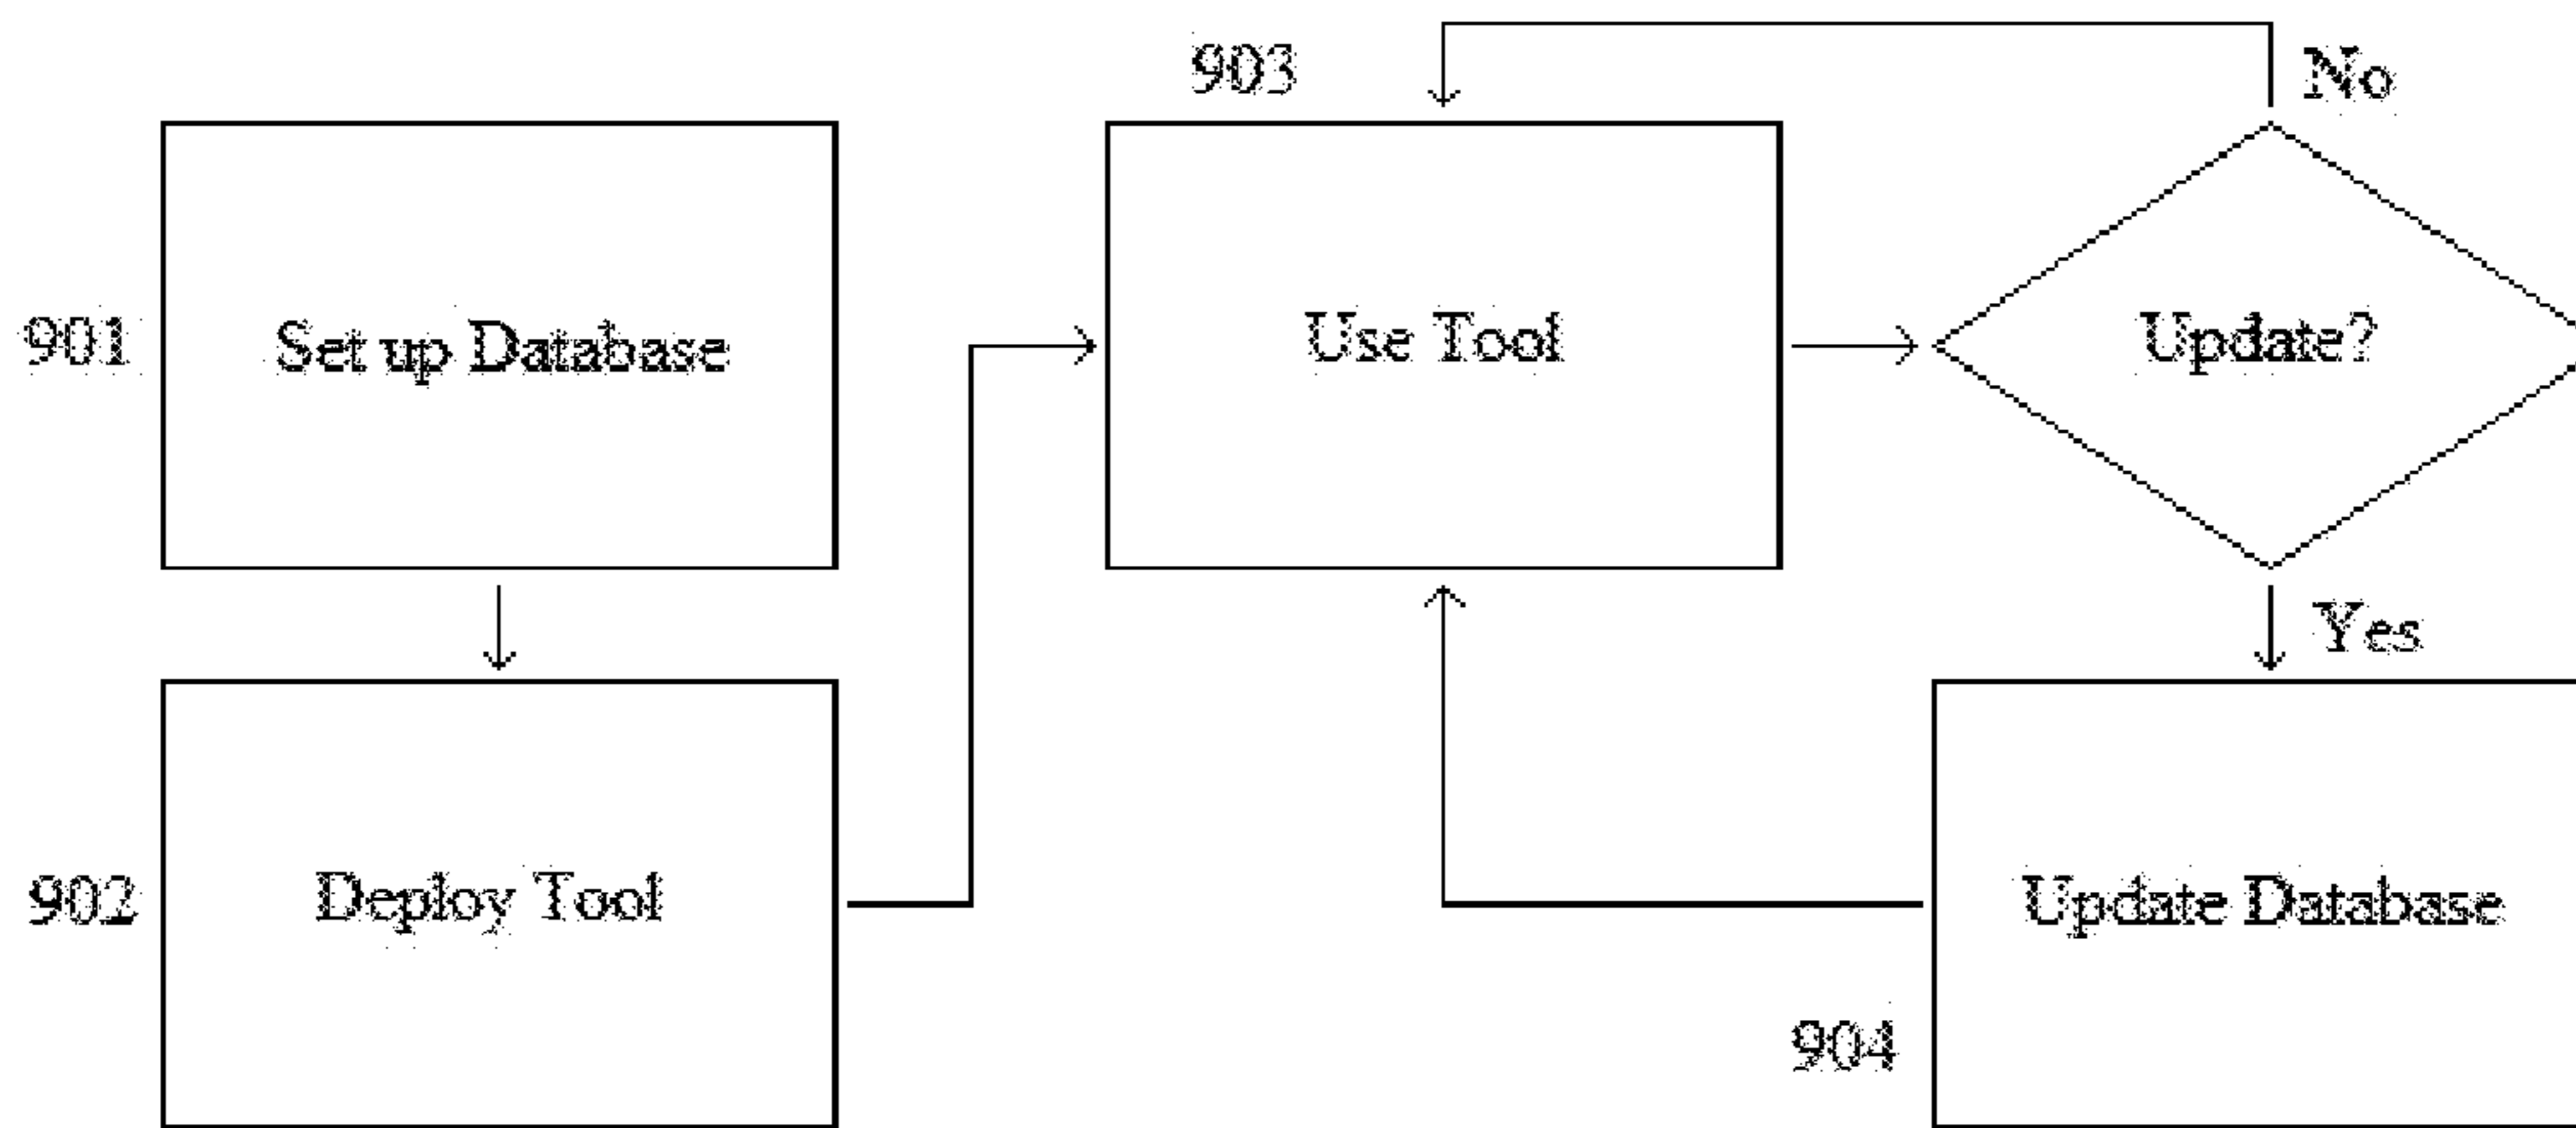 903
No
901
Set up Database
Use Tool
Update?
Yes
902
Deploy Tool
Update Database
904